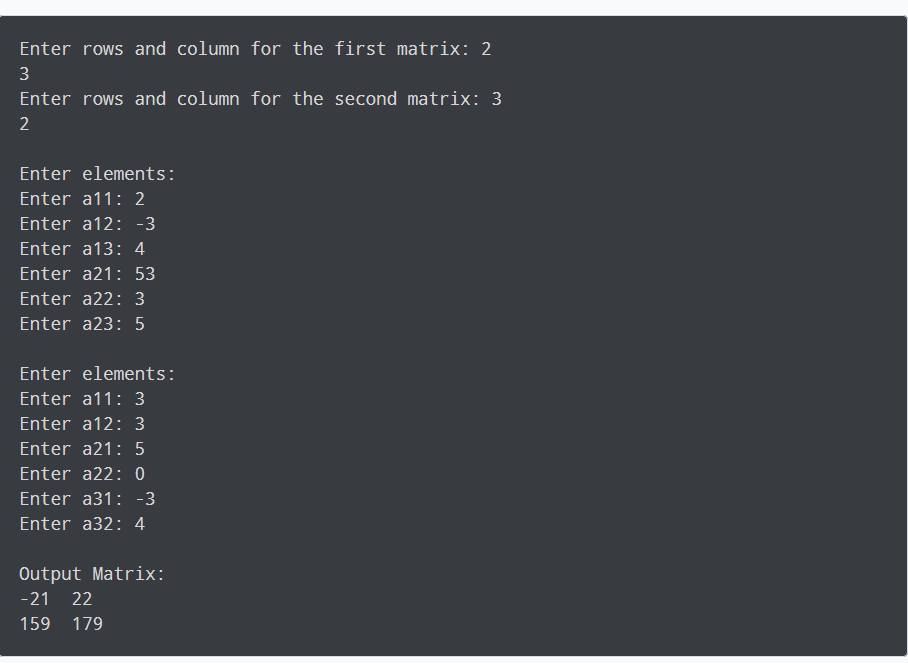 Enter rows and column for the first matrix: 2
3
Enter rows and column for the second matrix: 3
2
Enter elements:
Enter a11: 2
Enter a12: -3
Enter a13: 4
Enter a21: 53
Enter a22: 3
Enter a23: 5
Enter elements:
Enter a11: 3
Enter a12: 3
Enter a21: 5
Enter a22: 0
Enter a31: -3
Enter a32: 4
Output Matrix:
-21  22
159  179